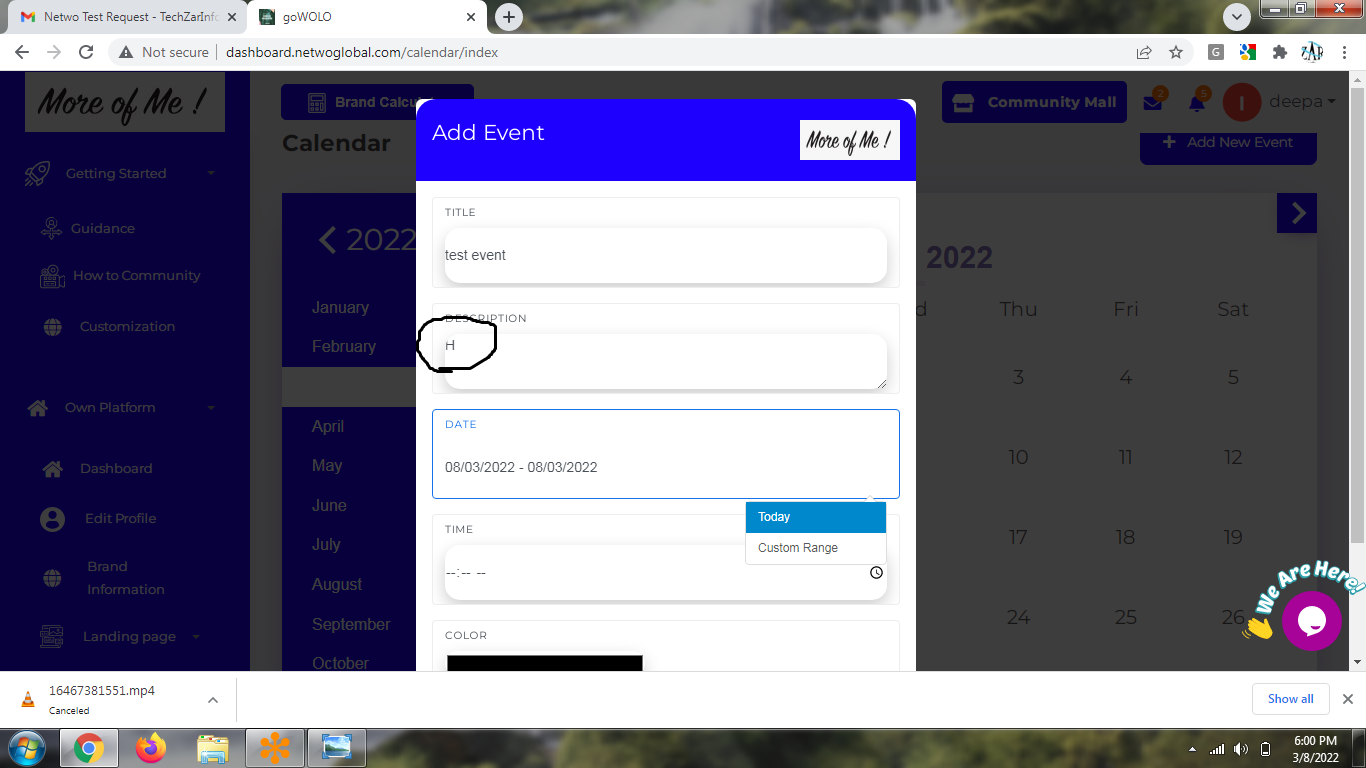 Netwo Test Request - TechZarInfo
goWOLO
Not secure
dashboard.netwoglobal.com/calendar/index
More of Me !
Brand Calcu
Community Mall
2
5
I
deepa
Calendar
Add New Event
Add Event
More of Me !
Getting Started
Guidance
How to Community
Customization
Own Platform
Dashboard
Edit Profile
Brand
Information
Landing page
2022
January
February
April
May
June
July
August
September
October
TITLE
test event
DESCRIPTION
H
DATE
08/03/2022 - 08/03/2022
Today
Custom Range
TIME
--:-- --
COLOR
2022
d Thu Fri Sat
3 4 5
10 11 12
17 18 19
24 25 26
We Are Here!
16467381551.mp4
Canceled
Show all
6:00 PM
3/8/2022